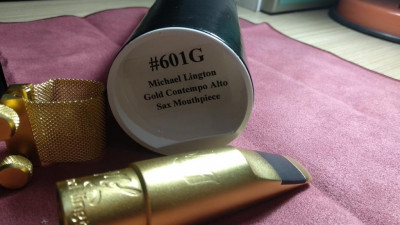 #601G
Michael Lington
Gold Contempo Alto
Sax Mouthpiece